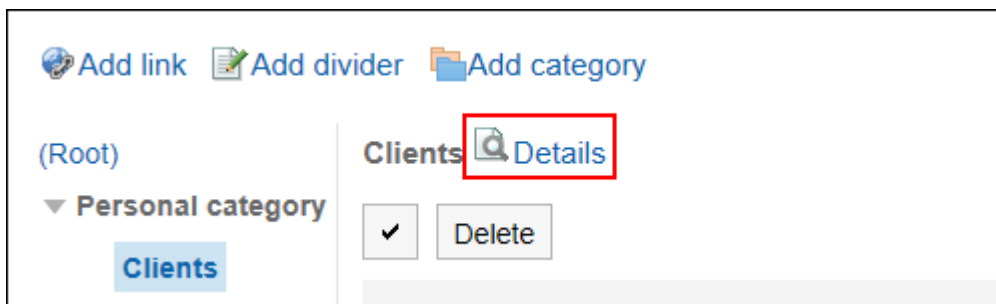 Add link Add divider Add category
(Root)
Personal category
Clients
Clients Details
Delete